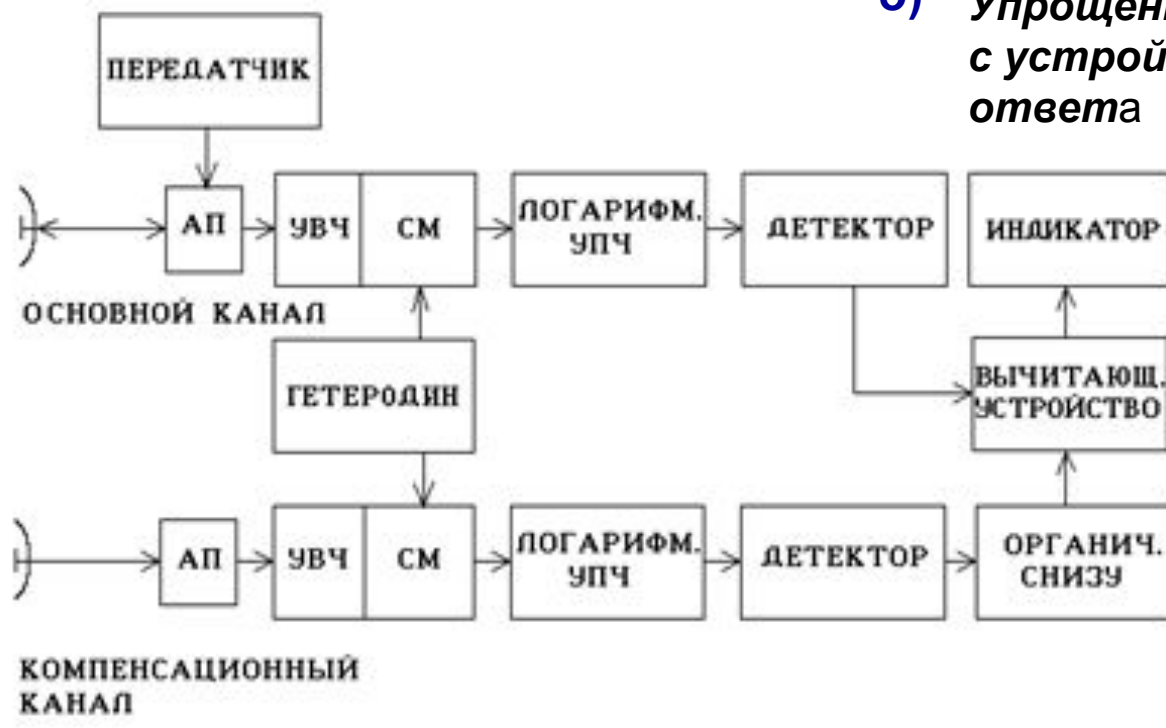 Упрощен
с устрой
ответа
ПЕРЕДАТЧИК
АП
УВЧ
СМ
ЛОГАРИФМ.
УПЧ
ДЕТЕКТОР
ИНДИКАТОР
ОСНОВНОЙ КАНАЛ
ГЕТЕРОДИН
ВЫЧИТАЮЩ.
УСТРОЙСТВО
АП
УВЧ
СМ
ЛОГАРИФМ.
УПЧ
ДЕТЕКТОР
ОРГАНИЧ.
СНИЗУ
КОМПЕНСАЦИОННЫЙ
КАНАЛ